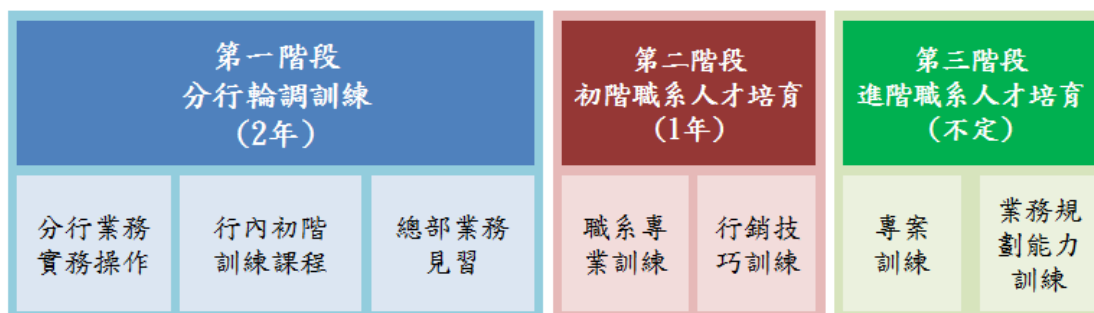 第一階段
分行輪調訓練
(2年)
第二階段
初階職系人才培育
(1年)
第三階段
進階職系人才培育
(不定)
分行業務
實務操作
行內初階
訓練課程
總部業務
見習
職系專
業訓練
行銷技
巧訓練
專案
訓練
業務規
劃能力
訓練